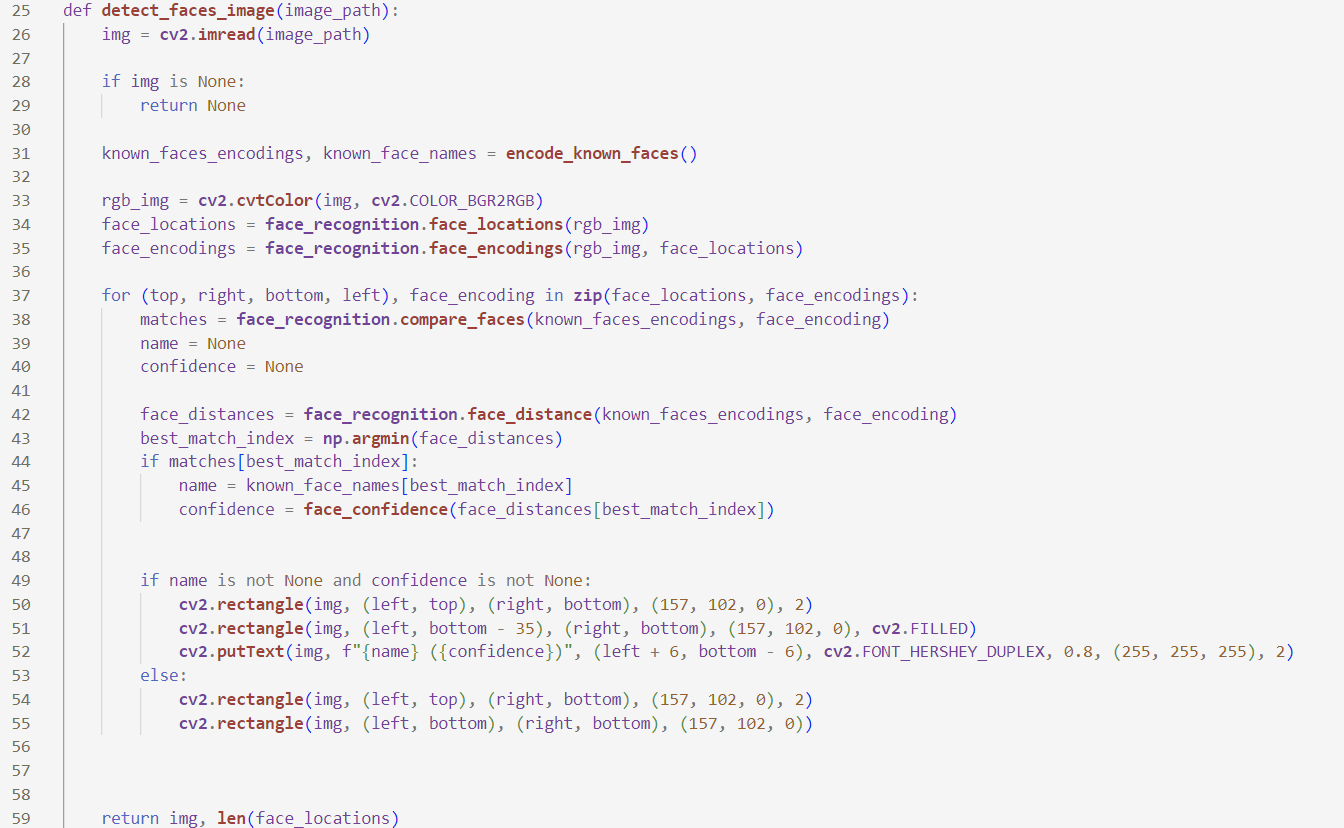 25 def detect_faces_image(image_path):
26     img = cv2.imread(image_path)
27
28     if img is None:
29         return None
30
31     known_faces_encodings, known_face_names = encode_known_faces()
32
33     rgb_img = cv2.cvtColor(img, cv2.COLOR_BGR2RGB)
34     face_locations = face_recognition.face_locations(rgb_img)
35     face_encodings = face_recognition.face_encodings(rgb_img, face_locations)
36
37     for (top, right, bottom, left), face_encoding in zip(face_locations, face_encodings):
38         matches = face_recognition.compare_faces(known_faces_encodings, face_encoding)
39         name = None
40         confidence = None
41
42         face_distances = face_recognition.face_distance(known_faces_encodings, face_encoding)
43         best_match_index = np.argmin(face_distances)
44         if matches[best_match_index]:
45             name = known_face_names[best_match_index]
46             confidence = face_confidence(face_distances[best_match_index])
47
48
49         if name is not None and confidence is not None:
50             cv2.rectangle(img, (left, top), (right, bottom), (157, 102, 0), 2)
51             cv2.rectangle(img, (left, bottom - 35), (right, bottom), (157, 102, 0), cv2.FILLED)
52             cv2.putText(img, f"{name} ({confidence})", (left + 6, bottom - 6), cv2.FONT_HERSHEY_DUPLEX, 0.8, (255, 255, 255), 2)
53         else:
54             cv2.rectangle(img, (left, top), (right, bottom), (157, 102, 0), 2)
55             cv2.rectangle(img, (left, bottom), (right, bottom), (157, 102, 0))
56
57
58
59     return img, len(face_locations)